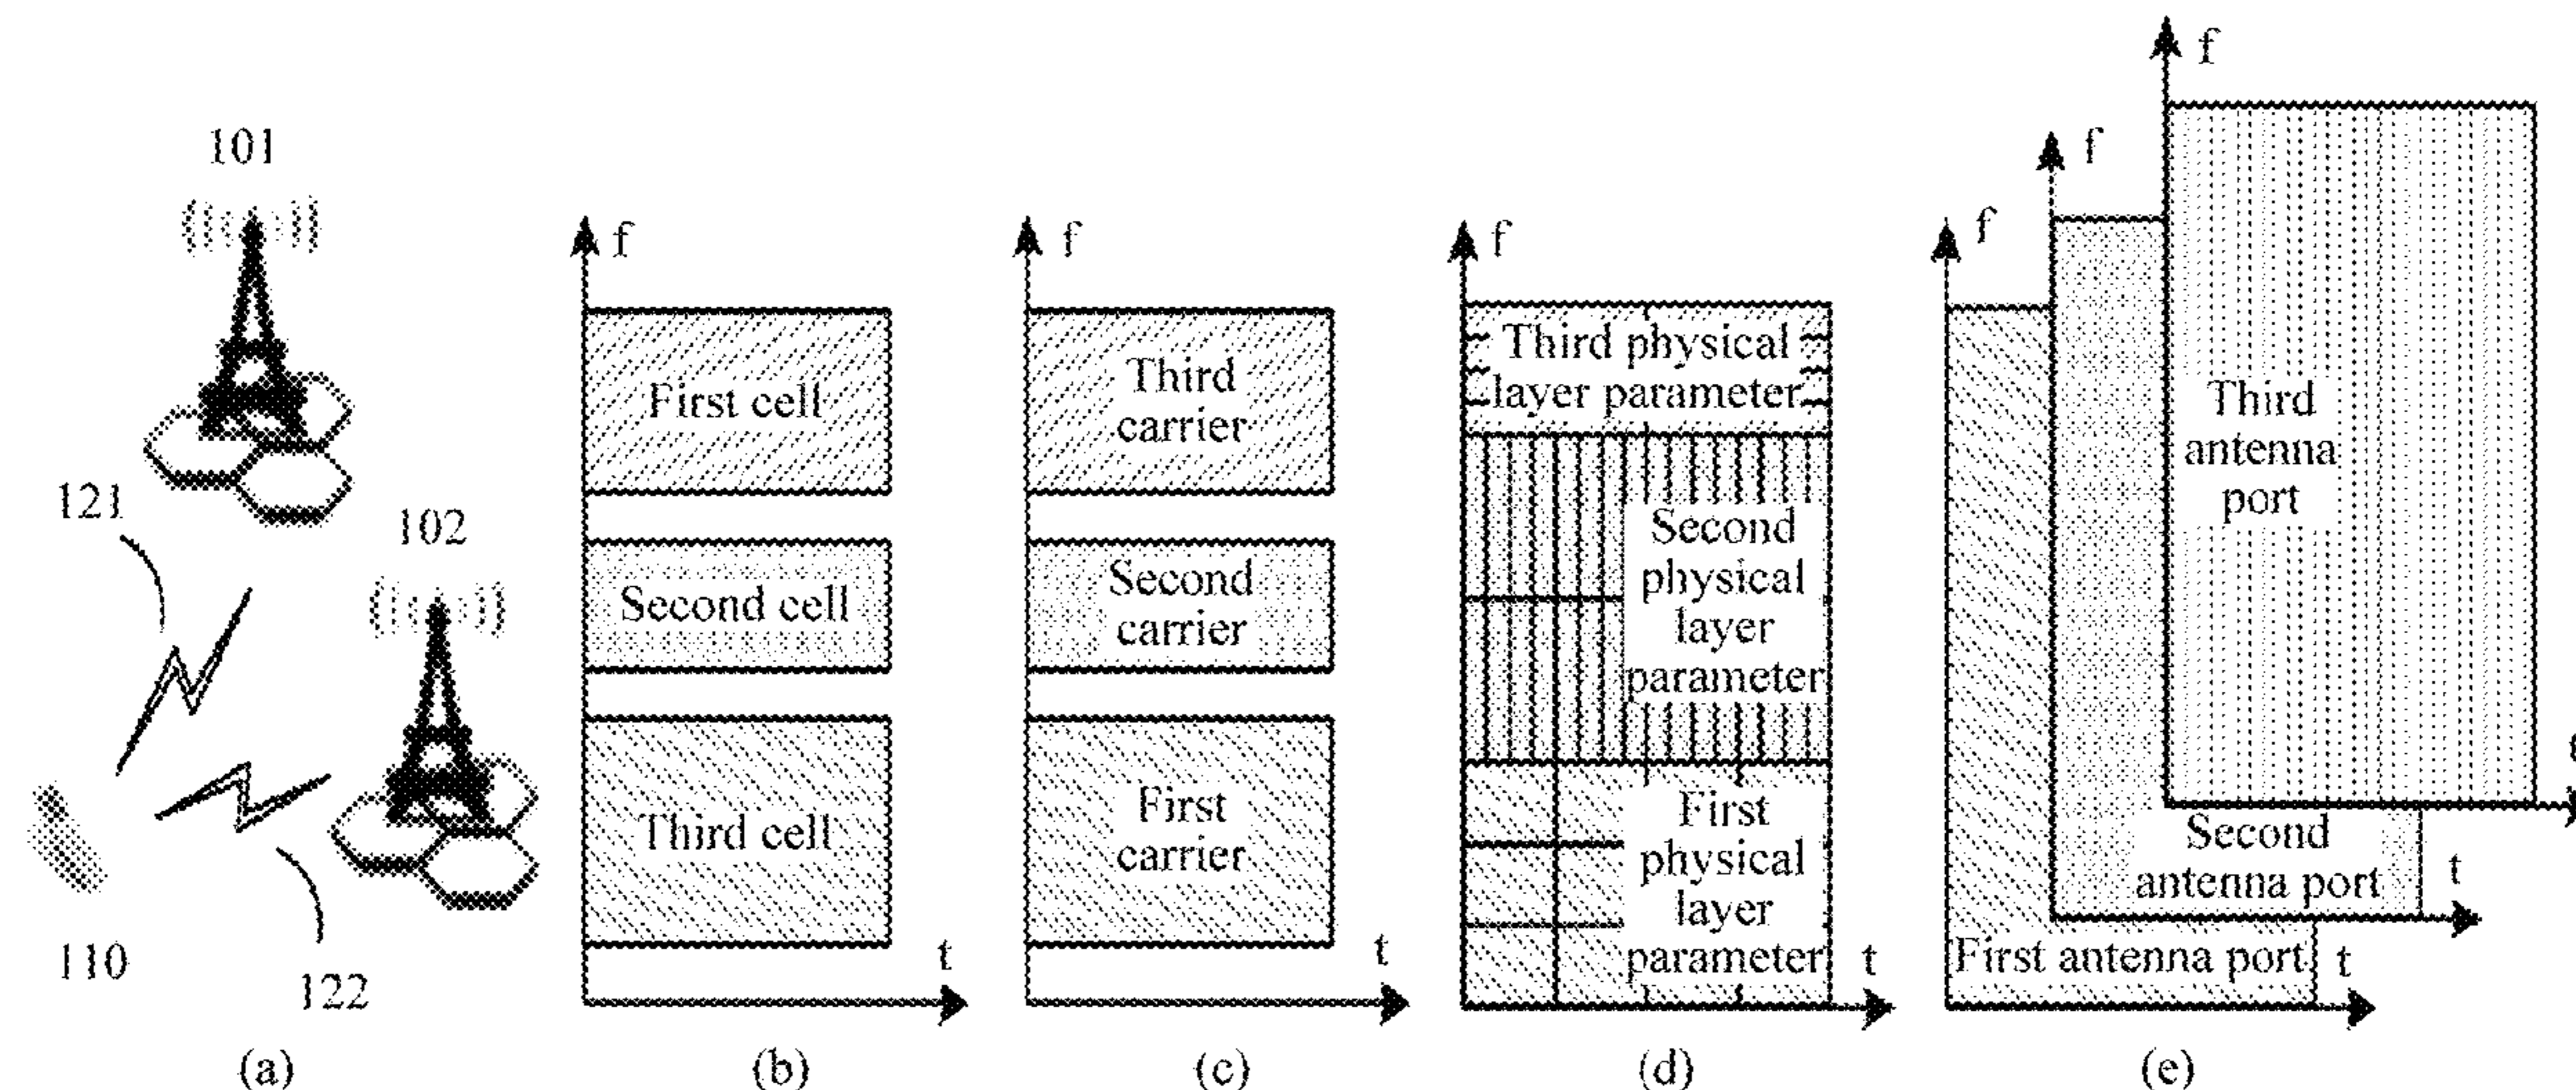 101
121
102
110
122
(a)
f
First cell
Second cell
Third cell
t
(b)
f
Third
carrier
Second
carrier
First
carrier
t
(c)
f
Third physical
layer parameter
Second
physical
layer
parameter
First
physical
layer
parameter
t
(d)
f
f
f
Third
antenna
port
t
Second
antenna port
t
First antenna port
t
(e)